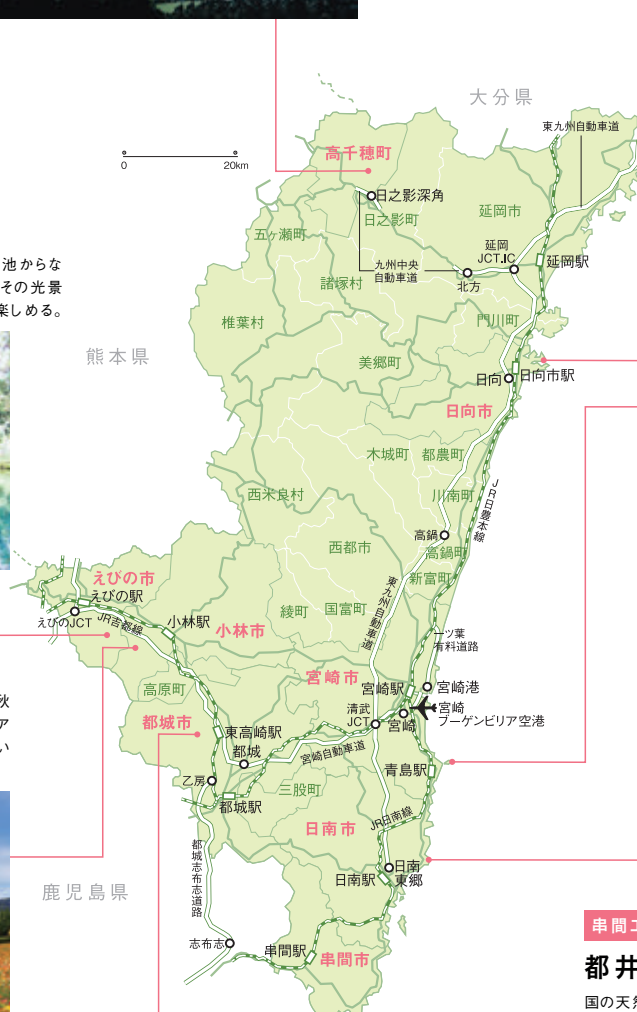 大分県
東九州自動車道
高千穂町
0
20km
日之影深角
日之影町
延岡市
五ヶ瀬町
延岡
JCT.IC
延岡駅
九州中央
自動車道
北方
諸塚村
池からな
その光景
楽しめる。
門川町
椎葉村
熊本県
美郷町
日向
日向市駅
日向市
木城町
都農町
西米良村
川南町
JR日豊本線
高鍋
西都市
高鍋町
新富町
東九州自動車道
えびの市
えびの駅
えびのJCT
JR吉都線
小林駅
小林市
綾町
国富町
一ツ葉
有料道路
高原町
宮崎市
宮崎駅
宮崎港
宮崎
ブーゲンビリア空港
清武
JCT
宮崎
秋
ア
い
都城市
東高崎駅
都城
宮崎自動車道
青島駅
乙房
三股町
都城駅
日南市
JR日南線
都城志布志道路
日南
東郷
日南駅
鹿児島県
志布志
串間駅
串間市
串間
都井
国の天